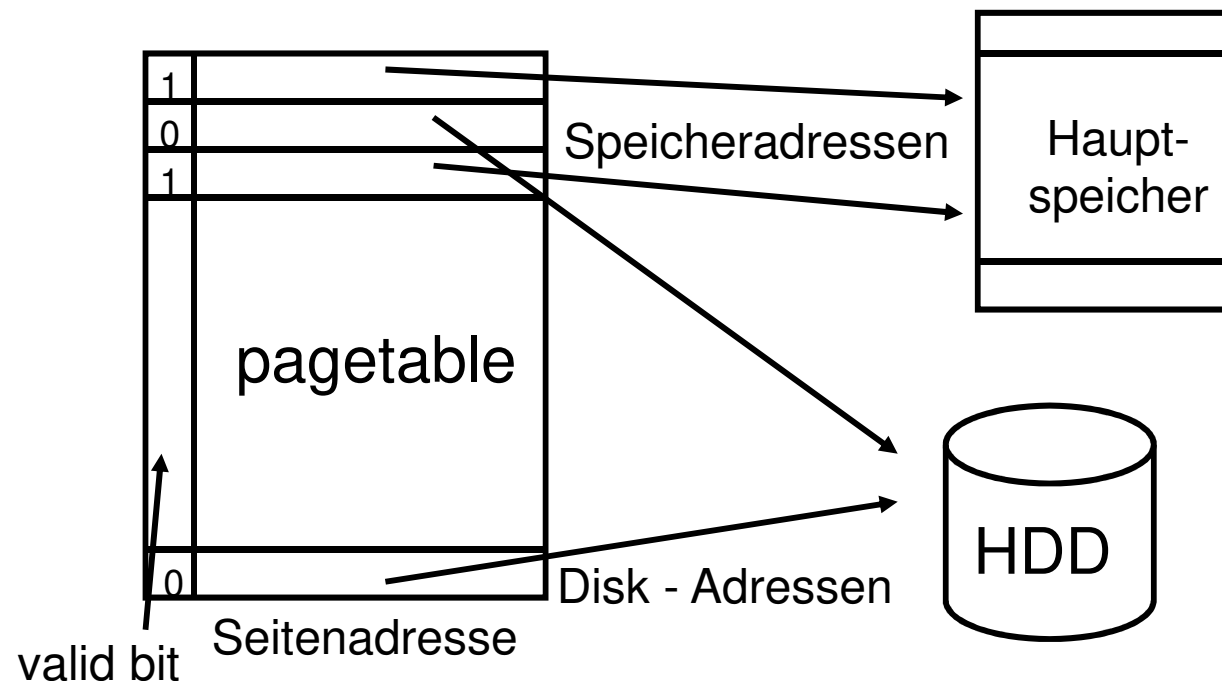 1
0
1
Speicheradressen
Haupt-
speicher
pagetable
HDD
0
Disk - Adressen
Seitenadresse
valid bit